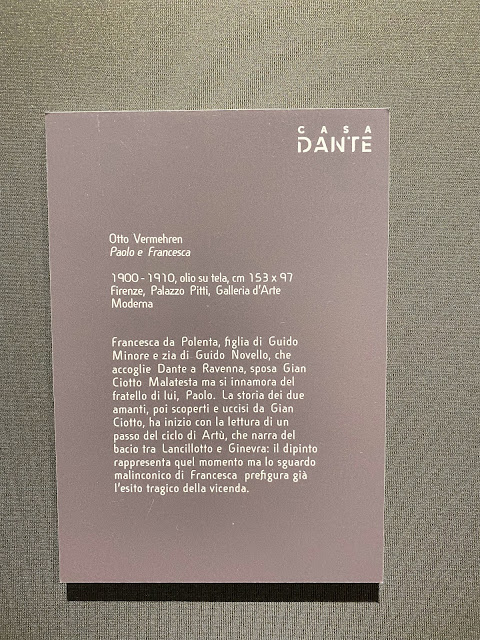 CASA
DANTE
Otto Vermehren
Paolo e Francesca
1900 - 1910, olio su tela, cm 153 x 97
Firenze, Palazzo Pitti, Galleria d'Arte
Moderna
Francesca da Polenta, figlia di Guido
Minore e zia di Guido Novello, che
accoglie Dante a Ravenna, sposa Gian
Ciotto Malatesta ma si innamora del
fratello di lui, Paolo. La storia dei due
amanti, poi scoperti e uccisi da Gian
Ciotto, ha inizio con la lettura di un
passo del ciclo di Artù, che narra del
bacio tra Lancillotto e Ginevra: il dipinto
rappresenta quel momento ma lo sguardo
malinconico di Francesca prefigura già
l'esito tragico della vicenda.